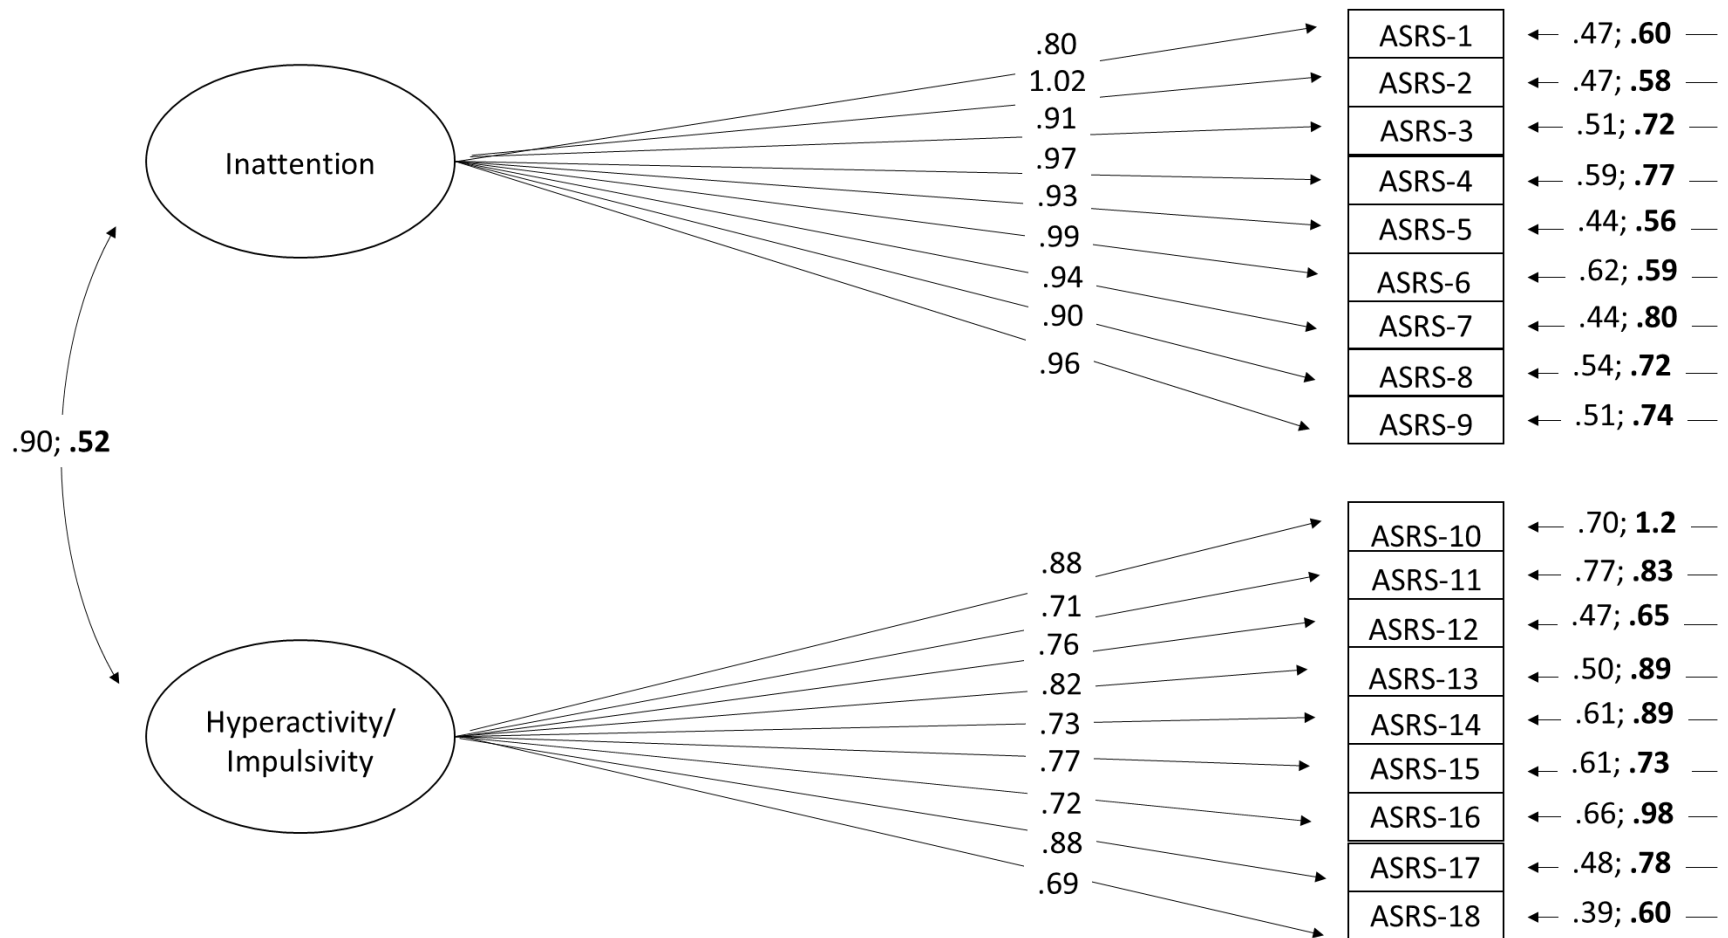 .80
ASRS-1
.47; .60
1.02
ASRS-2
.47; .58
.91
ASRS-3
.51; .72
Inattention
.97
ASRS-4
.59; .77
.93
ASRS-5
.44; .56
.99
ASRS-6
.62; .59
.94
ASRS-7
.44; .80
.90
ASRS-8
.54; .72
.96
ASRS-9
.51; .74
.90; .52
.88
ASRS-10
.70; 1.2
.71
ASRS-11
.77; .83
.76
ASRS-12
.47; .65
.82
ASRS-13
.50; .89
Hyperactivity/
Impulsivity
.73
ASRS-14
.61; .89
.77
ASRS-15
.61; .73
.72
ASRS-16
.66; .98
.88
ASRS-17
.48; .78
.69
ASRS-18
.39; .60